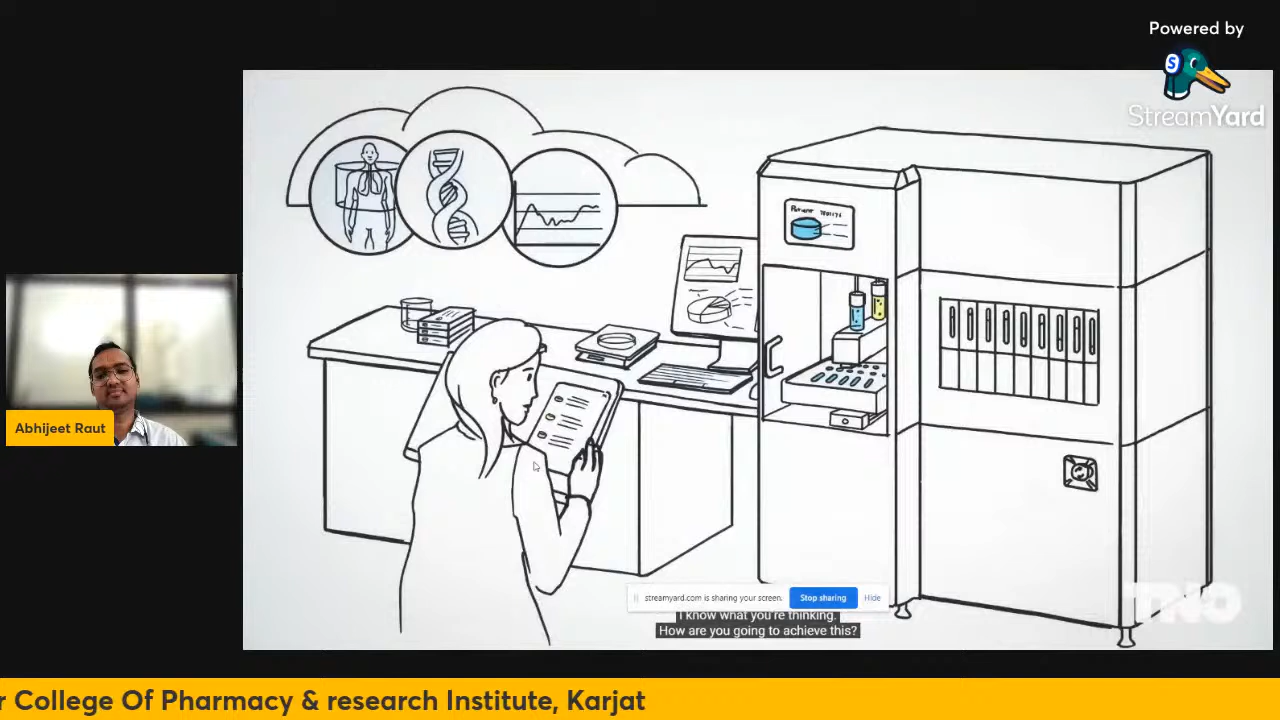 Powered by
StreamYard
Abhijeet Raut
streamyard.com is sharing your screen.
Stop sharing
Hide
I know what you're thinking.
How are you going to achieve this?
TNO
r College Of Pharmacy & research Institute, Karjat